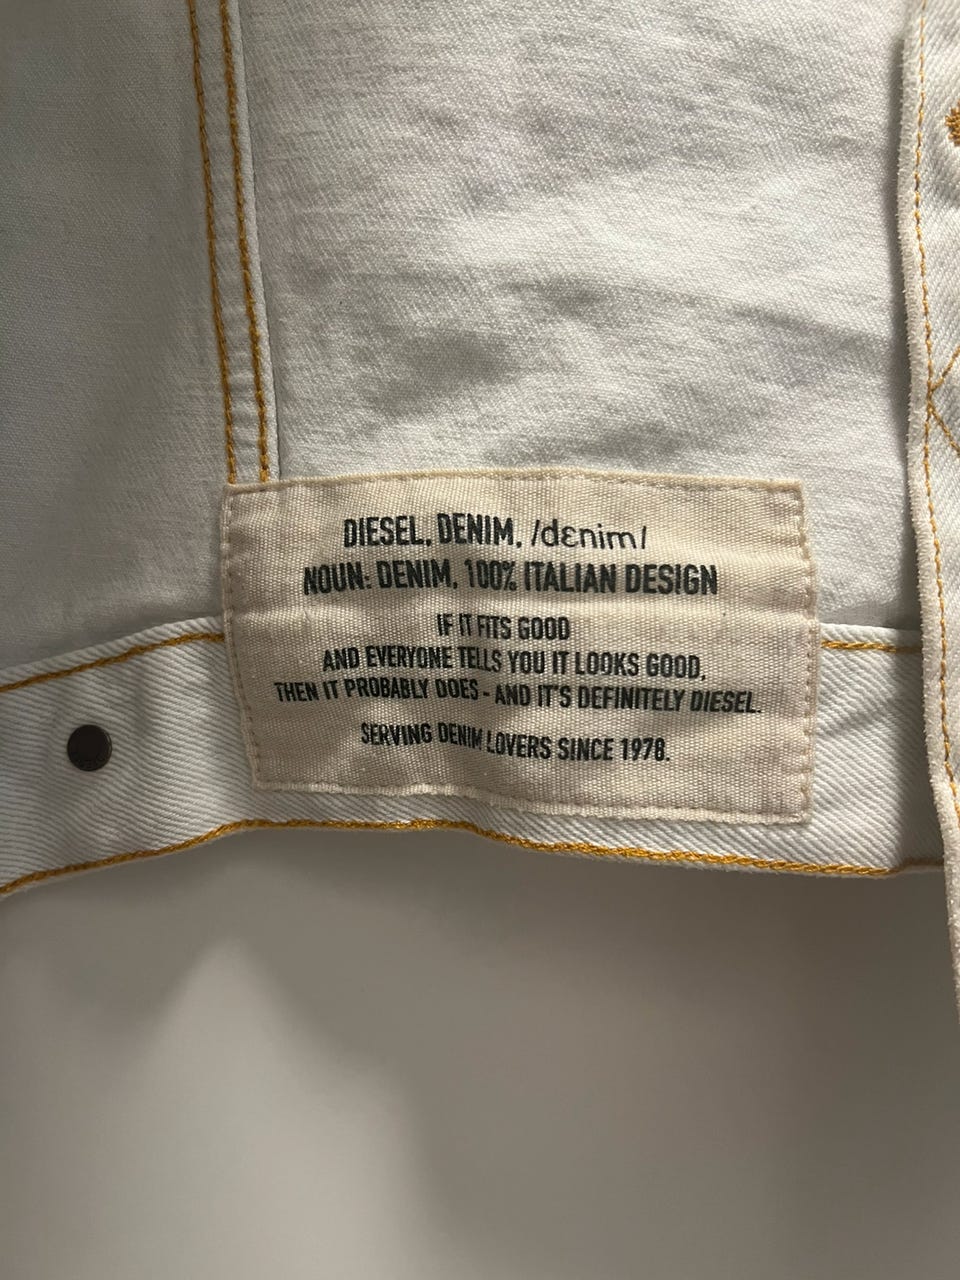 DIESEL, DENIM, /dɛnim/
NOUN: DENIM, 100% ITALIAN DESIGN
IF IT FITS GOOD
AND EVERYONE TELLS YOU IT LOOKS GOOD,
THEN IT PROBABLY DOES - AND IT'S DEFINITELY DIESEL.
SERVING DENIM LOVERS SINCE 1978.